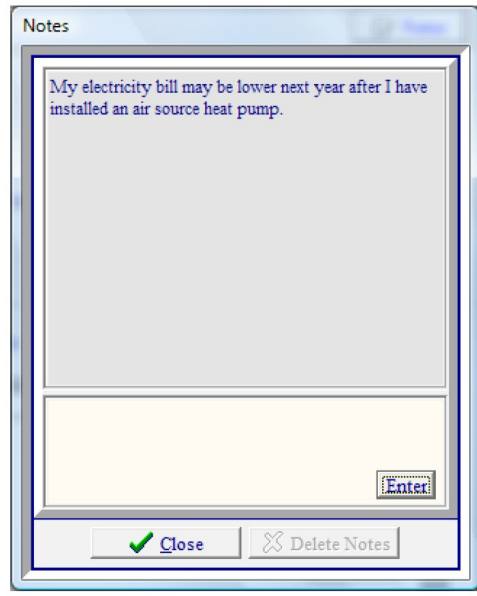 Notes
My electricity bill may be lower next year after I have
installed an air source heat pump.
Enter
Close
Delete Notes